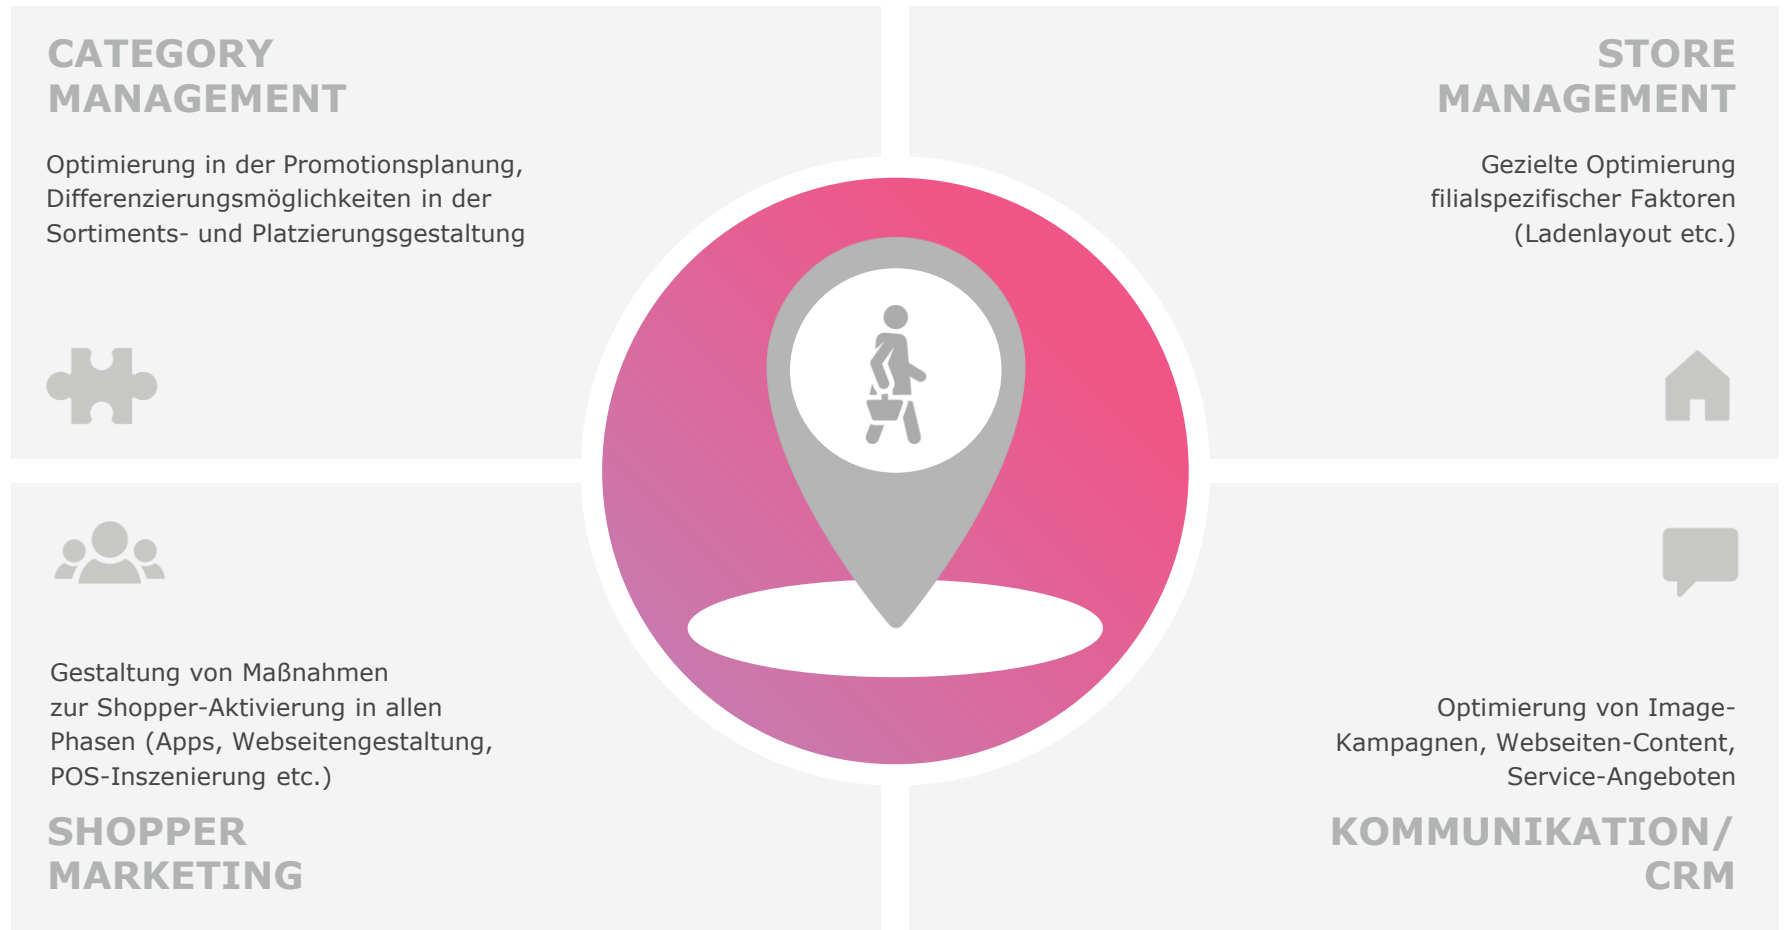 CATEGORY
MANAGEMENT
Optimierung in der Promotionsplanung,
Differenzierungsmöglichkeiten in der
Sortiments- und Platzierungsgestaltung
STORE
MANAGEMENT
Gezielte Optimierung
filialspezifischer Faktoren
(Ladenlayout etc.)
Gestaltung von Maßnahmen
zur Shopper-Aktivierung in allen
Phasen (Apps, Webseitengestaltung,
POS-Inszenierung etc.)
SHOPPER
MARKETING
Optimierung von Image-
Kampagnen, Webseiten-Content,
Service-Angeboten
KOMMUNIKATION/
CRM